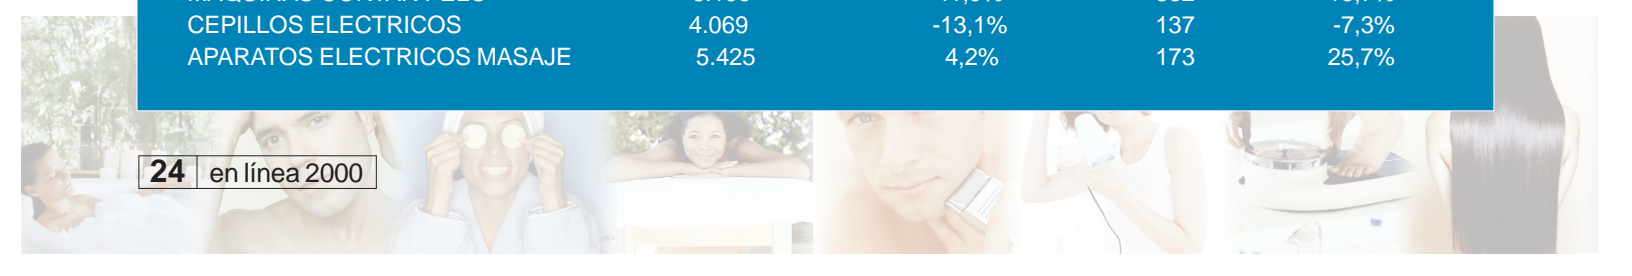 CEPILLOS ELECTRICOS 4.069 -13,1% 137 -7,3%
APARATOS ELECTRICOS MASAJE 5.425 4,2% 173 25,7%
24 en línea 2000